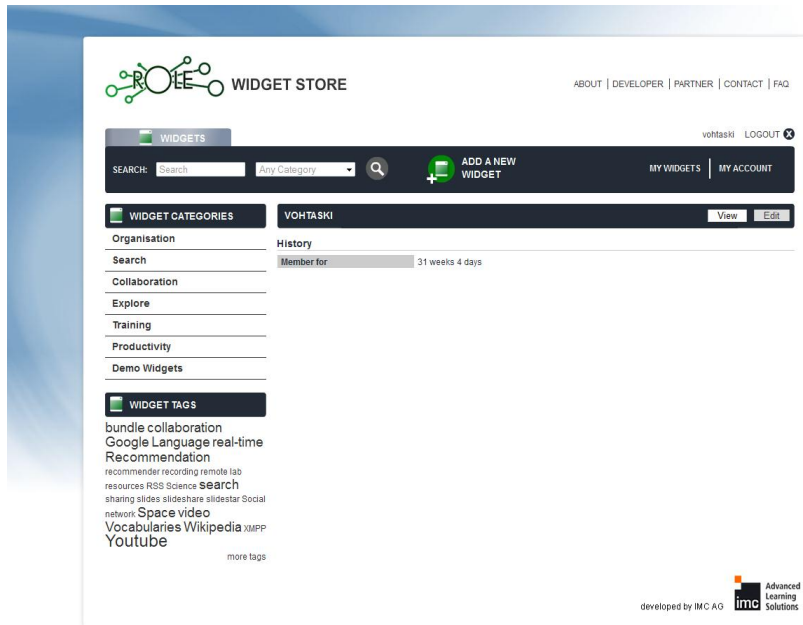 ROLE WIDGET STORE
ABOUT | DEVELOPER | PARTNER | CONTACT | FAQ
WIDGETS
vohtaski LOGOUT
SEARCH: Search Any Category
ADD A NEW
WIDGET
MY WIDGETS | MY ACCOUNT
WIDGET CATEGORIES
Organisation
Search
Collaboration
Explore
Training
Productivity
Demo Widgets
VOHTASKI View Edit
History
Member for 31 weeks 4 days
WIDGET TAGS
bundle collaboration
Google Language real-time
Recommendation
recommender recording remote lab
resources RSS Science search
sharing slides slideshare slidestar Social
network Space video
Vocabularies Wikipedia XMPP
Youtube
more tags
developed by IMC AG
imc
Advanced
Learning
Solutions